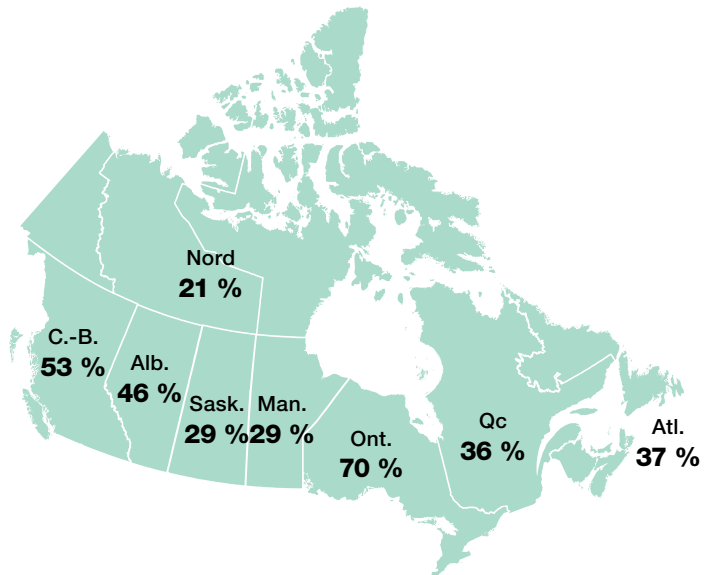 Nord
21 %
C.-B.
53 %
Alb.
46 %
Sask.
29 %
Man.
29 %
Ont.
70 %
Qc
36 %
Atl.
37 %